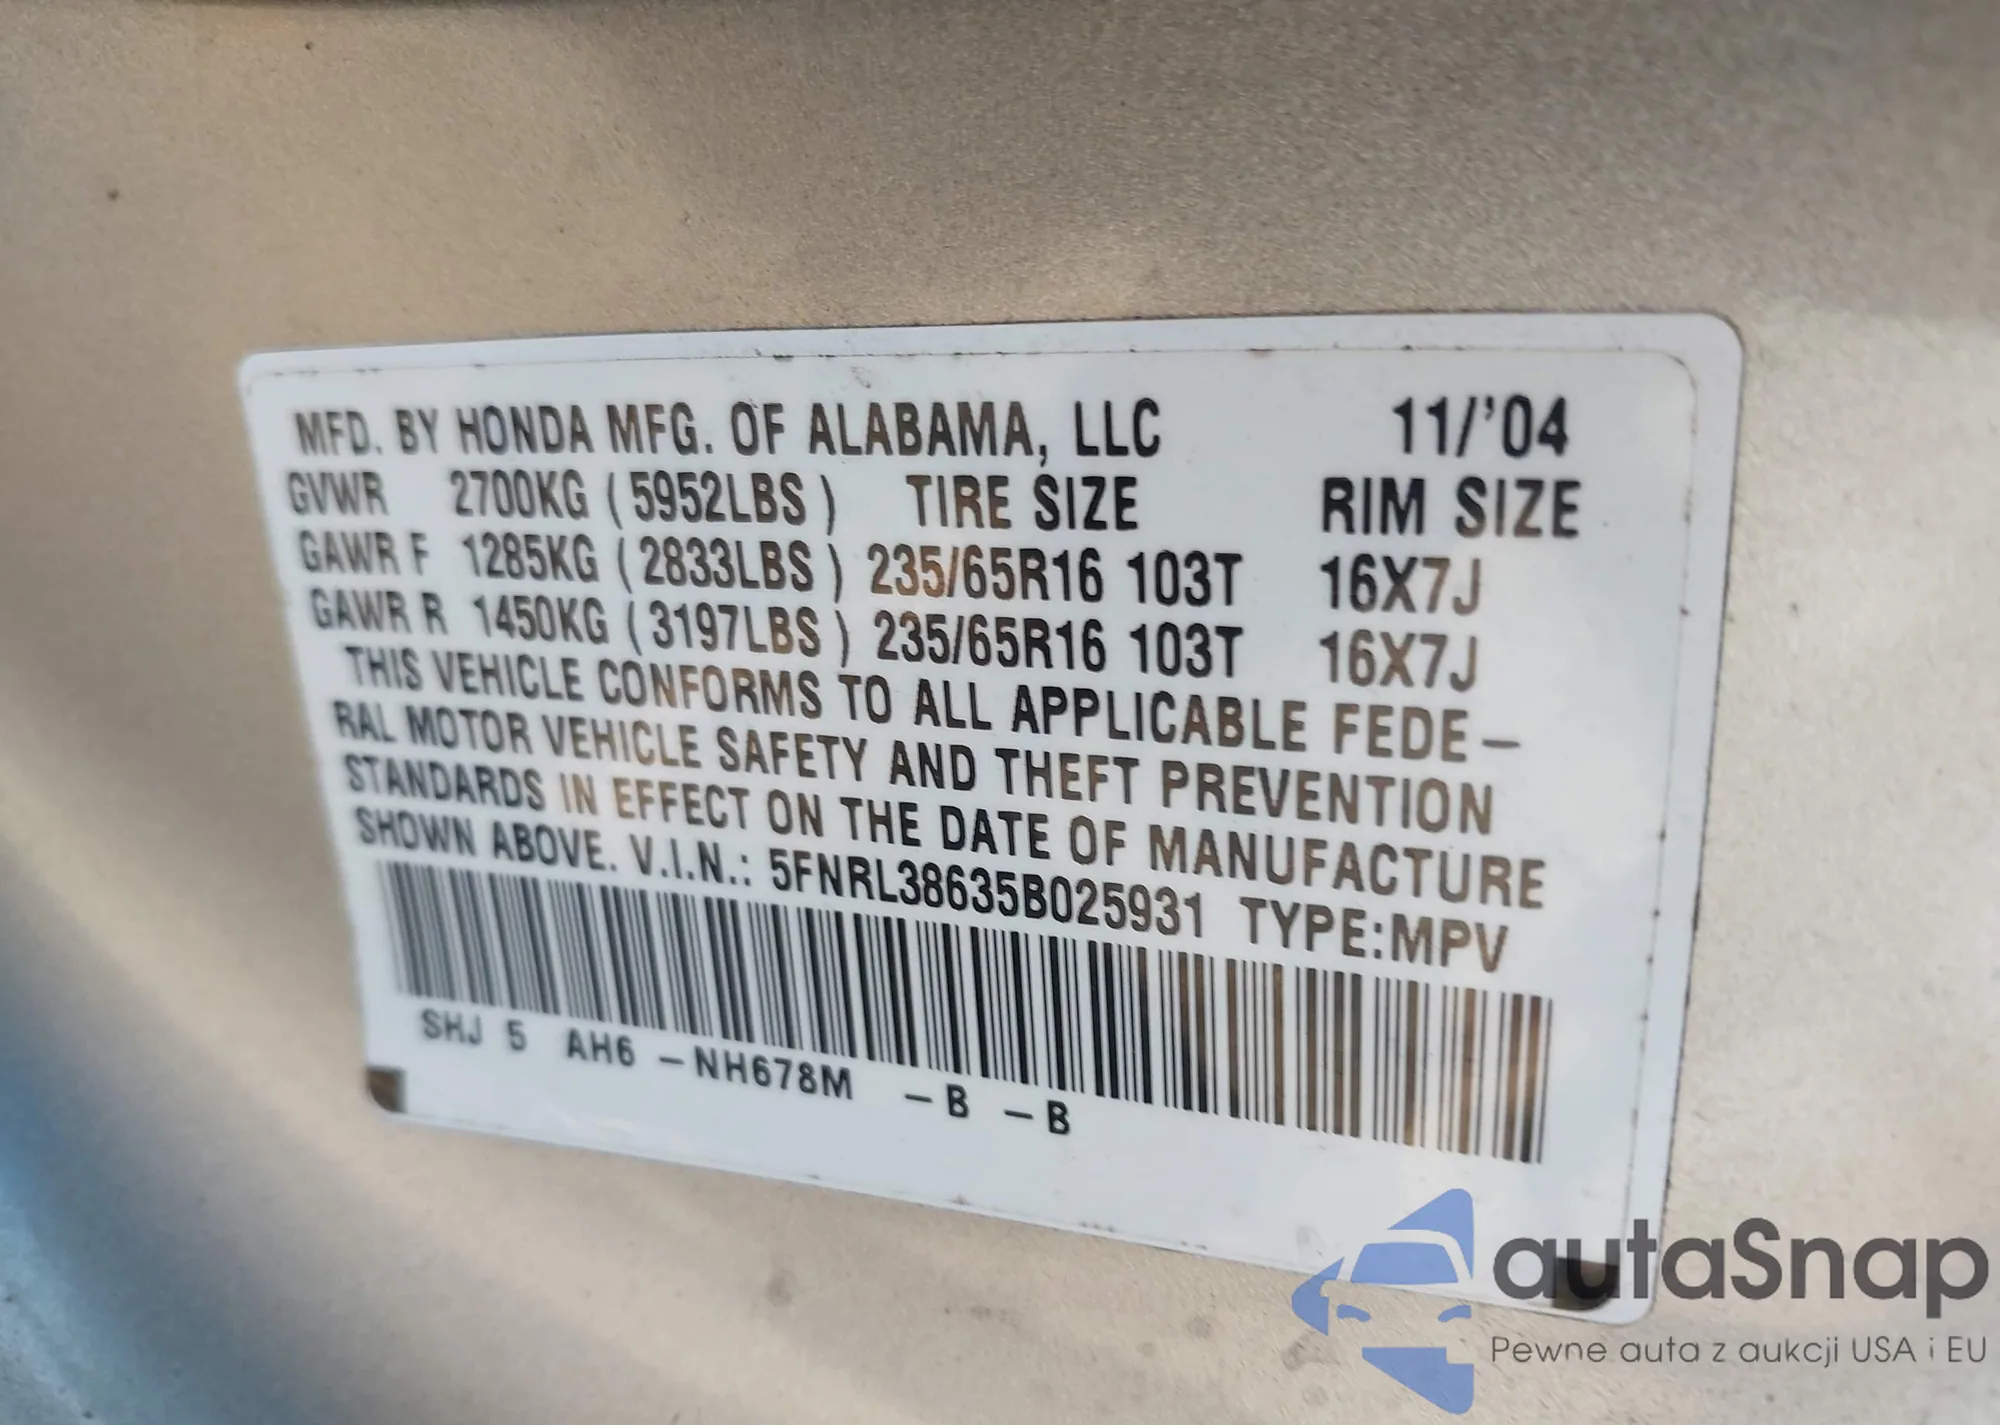 MFD. BY HONDA MFG. OF ALABAMA, LLC 11/'04
GVWR 2700KG (5952LBS) TIRE SIZE RIM SIZE
GAWR F 1285KG (2833LBS) 235/65R16 103T 16X7J
GAWR R 1450KG (3197LBS) 235/65R16 103T 16X7J
THIS VEHICLE CONFORMS TO ALL APPLICABLE FEDE–
RAL MOTOR VEHICLE SAFETY AND THEFT PREVENTION
STANDARDS IN EFFECT ON THE DATE OF MANUFACTURE
SHOWN ABOVE. V.I.N.: 5FNRL38635B025931 TYPE:MPV
SHJ 5 AH6 –NH678M –B –B
autaSnap
Pewne auta z aukcji USA i EU